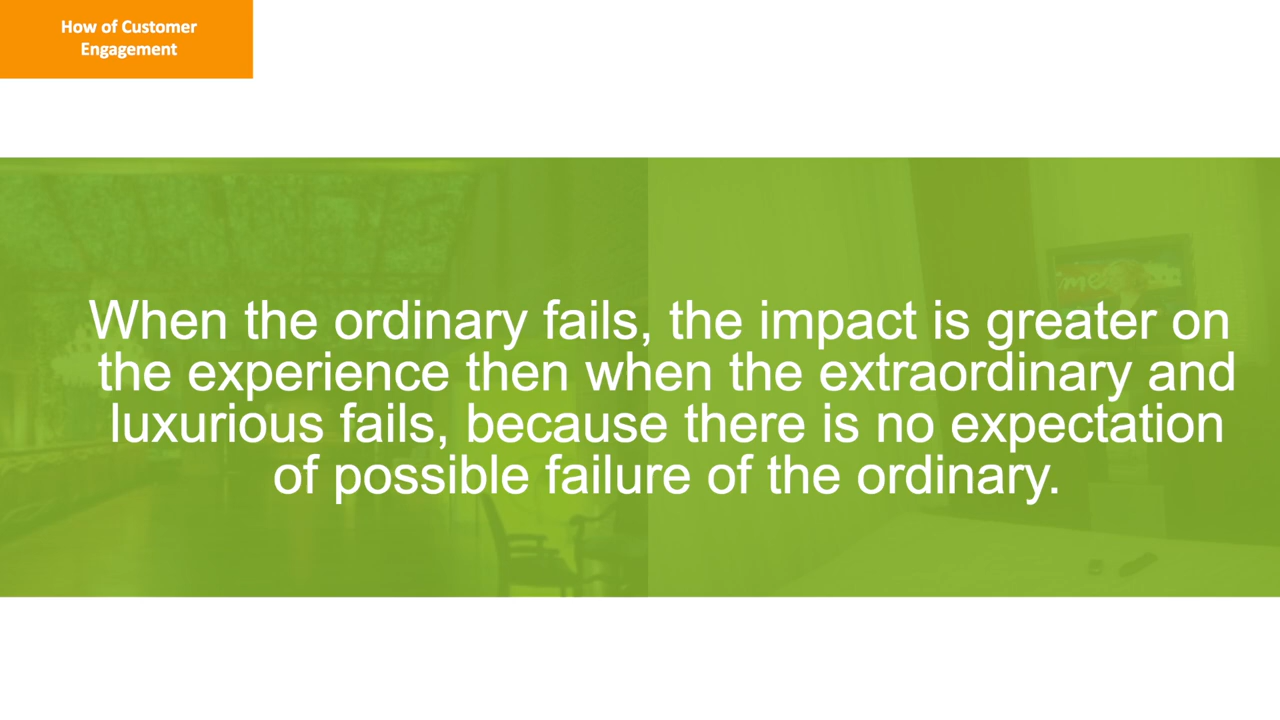 How of Customer
Engagement
When the ordinary fails, the impact is greater on
the experience then when the extraordinary and
luxurious fails, because there is no expectation
of possible failure of the ordinary.